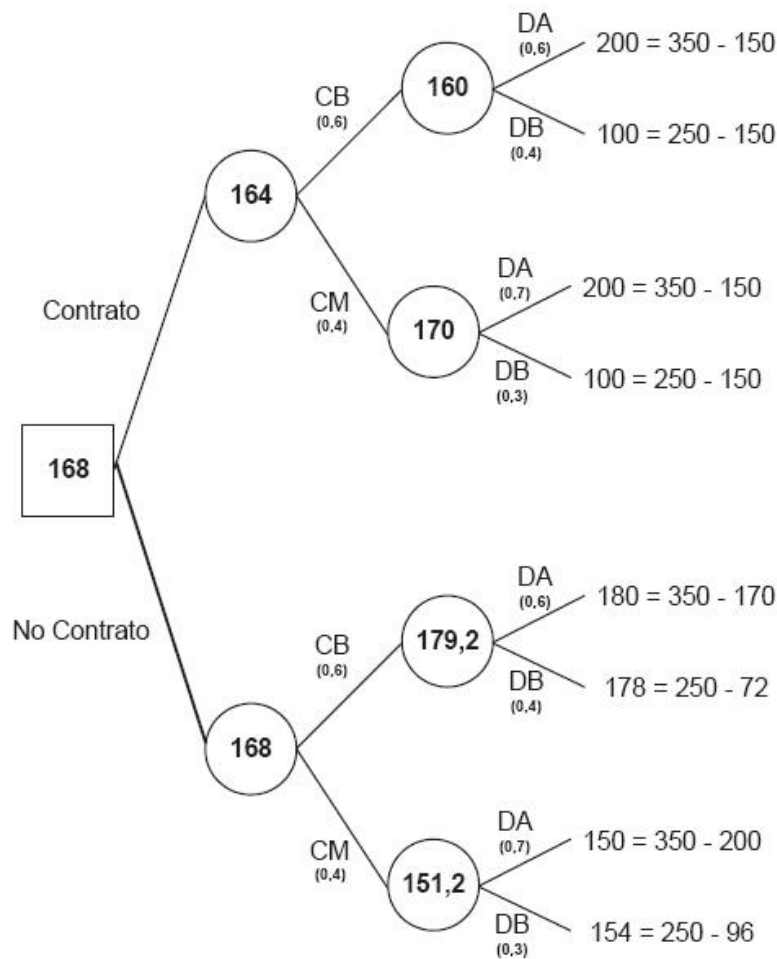 DA
(0,6)
200 = 350 - 150
CB
(0,6)
160
DB
(0,4)
100 = 250 - 150
164
DA
(0,7)
200 = 350 - 150
Contrato
CM
(0,4)
170
DB
(0,3)
100 = 250 - 150
168
DA
(0,6)
180 = 350 - 170
No Contrato
CB
(0,6)
179,2
DB
(0,4)
178 = 250 - 72
168
DA
(0,7)
150 = 350 - 200
CM
(0,4)
151,2
DB
(0,3)
154 = 250 - 96